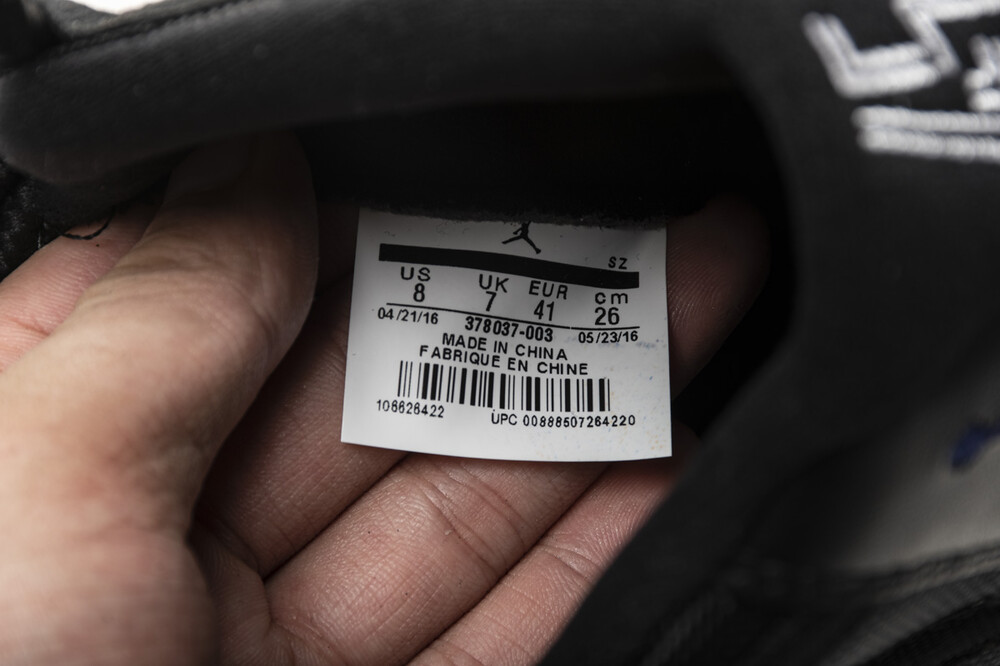 SZ
US UK EUR cm
8 7 41 26
04/21/16 378037-003 05/23/16
MADE IN CHINA
FABRIQUE EN CHINE
106626422 UPC 00888507264220